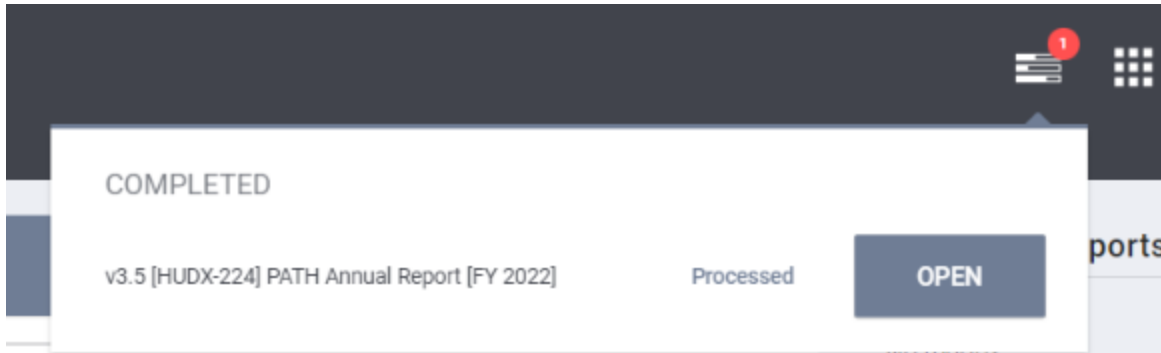 1
COMPLETED
ports
v3.5 [HUDX-224] PATH Annual Report [FY 2022] Processed OPEN